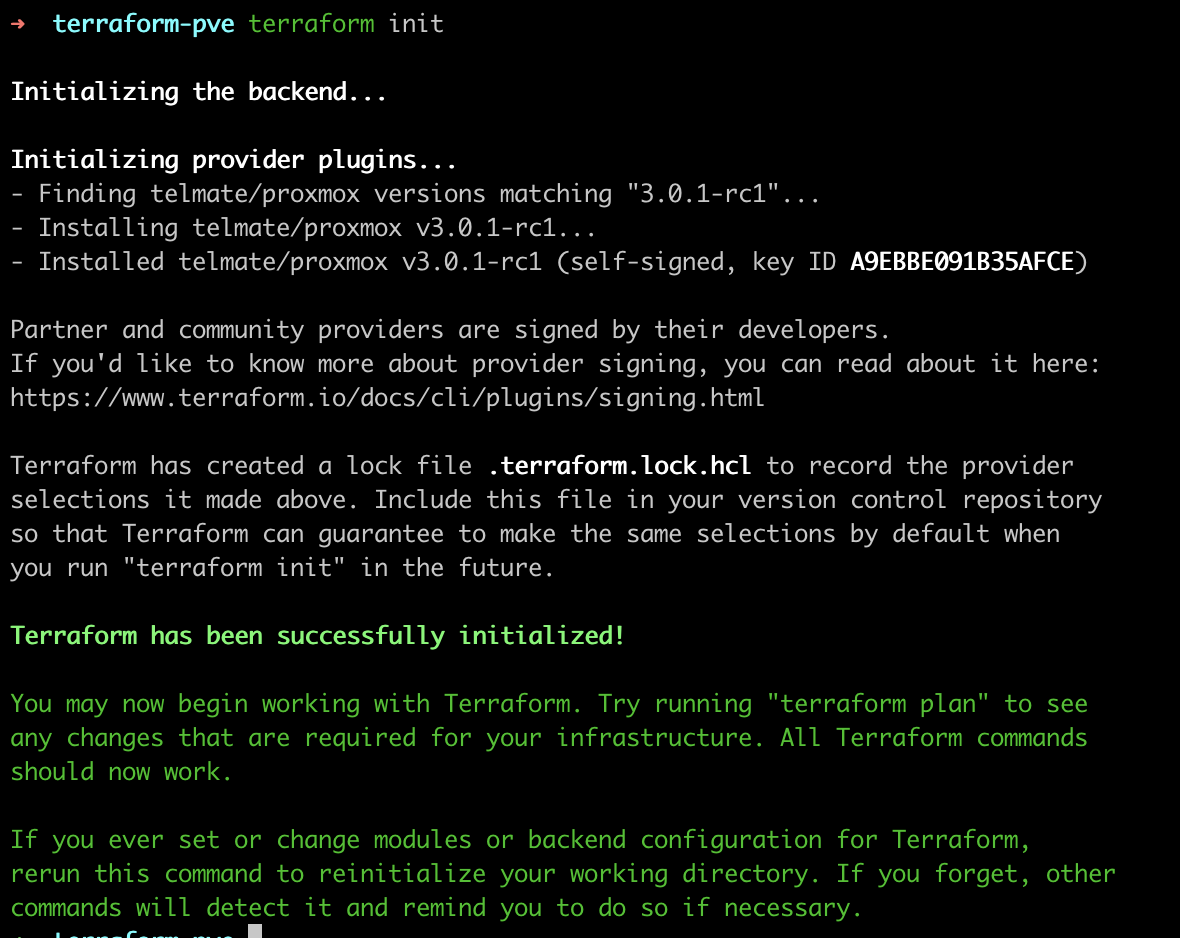 ➜  terraform-pve terraform init
Initializing the backend...
Initializing provider plugins...
- Finding telmate/proxmox versions matching "3.0.1-rc1"...
- Installing telmate/proxmox v3.0.1-rc1...
- Installed telmate/proxmox v3.0.1-rc1 (self-signed, key ID A9EBBE091B35AFCE)
Partner and community providers are signed by their developers.
If you'd like to know more about provider signing, you can read about it here:
https://www.terraform.io/docs/cli/plugins/signing.html
Terraform has created a lock file .terraform.lock.hcl to record the provider
selections it made above. Include this file in your version control repository
so that Terraform can guarantee to make the same selections by default when
you run "terraform init" in the future.
Terraform has been successfully initialized!
You may now begin working with Terraform. Try running "terraform plan" to see
any changes that are required for your infrastructure. All Terraform commands
should now work.
If you ever set or change modules or backend configuration for Terraform,
rerun this command to reinitialize your working directory. If you forget, other
commands will detect it and remind you to do so if necessary.
➜  terraform-pve